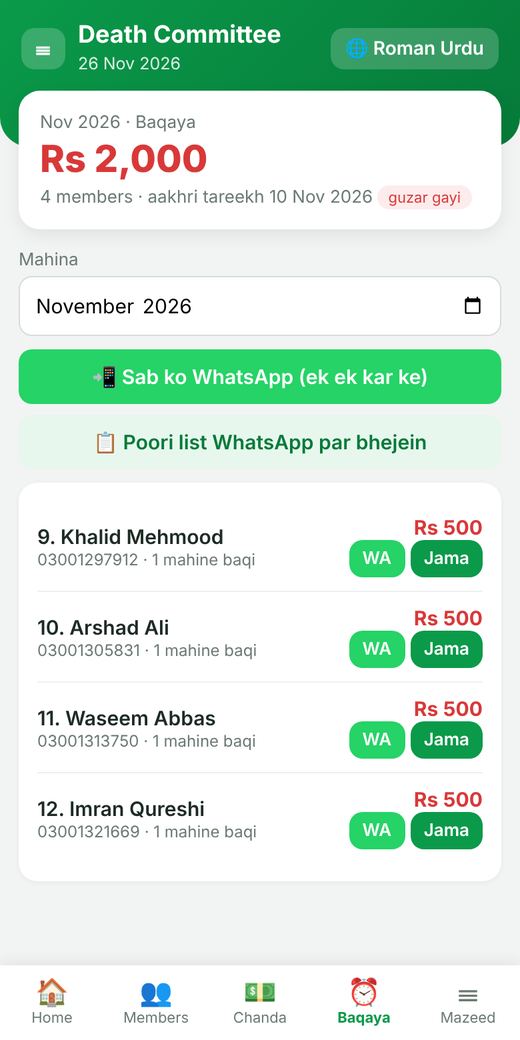 Death Committee
26 Nov 2026
🌐 Roman Urdu
Nov 2026 · Baqaya
Rs 2,000
4 members · aakhri tareekh 10 Nov 2026 guzar gayi
Mahina
November 2026
📲 Sab ko WhatsApp (ek ek kar ke)
📋 Poori list WhatsApp par bhejein
9. Khalid Mehmood
03001297912 · 1 mahine baqi
Rs 500
WA Jama
10. Arshad Ali
03001305831 · 1 mahine baqi
Rs 500
WA Jama
11. Waseem Abbas
03001313750 · 1 mahine baqi
Rs 500
WA Jama
12. Imran Qureshi
03001321669 · 1 mahine baqi
Rs 500
WA Jama
Home Members Chanda Baqaya Mazeed